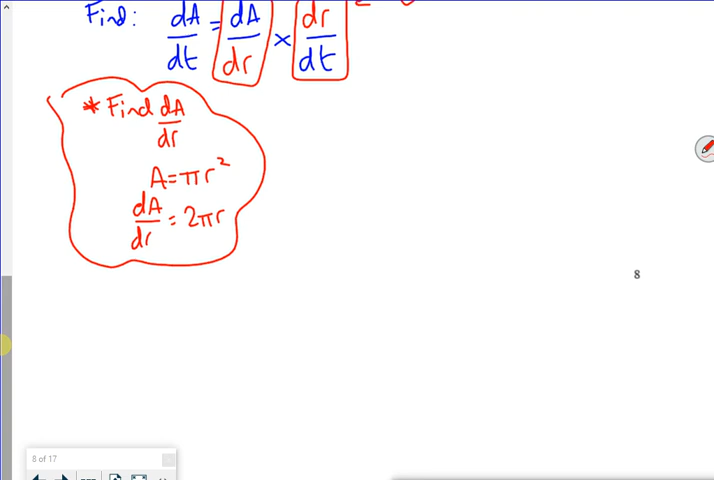 Find: dA/dt = dA/dr × dr/dt
* Find dA/dr
A = πr²
dA/dr = 2πr
8
8 of 17